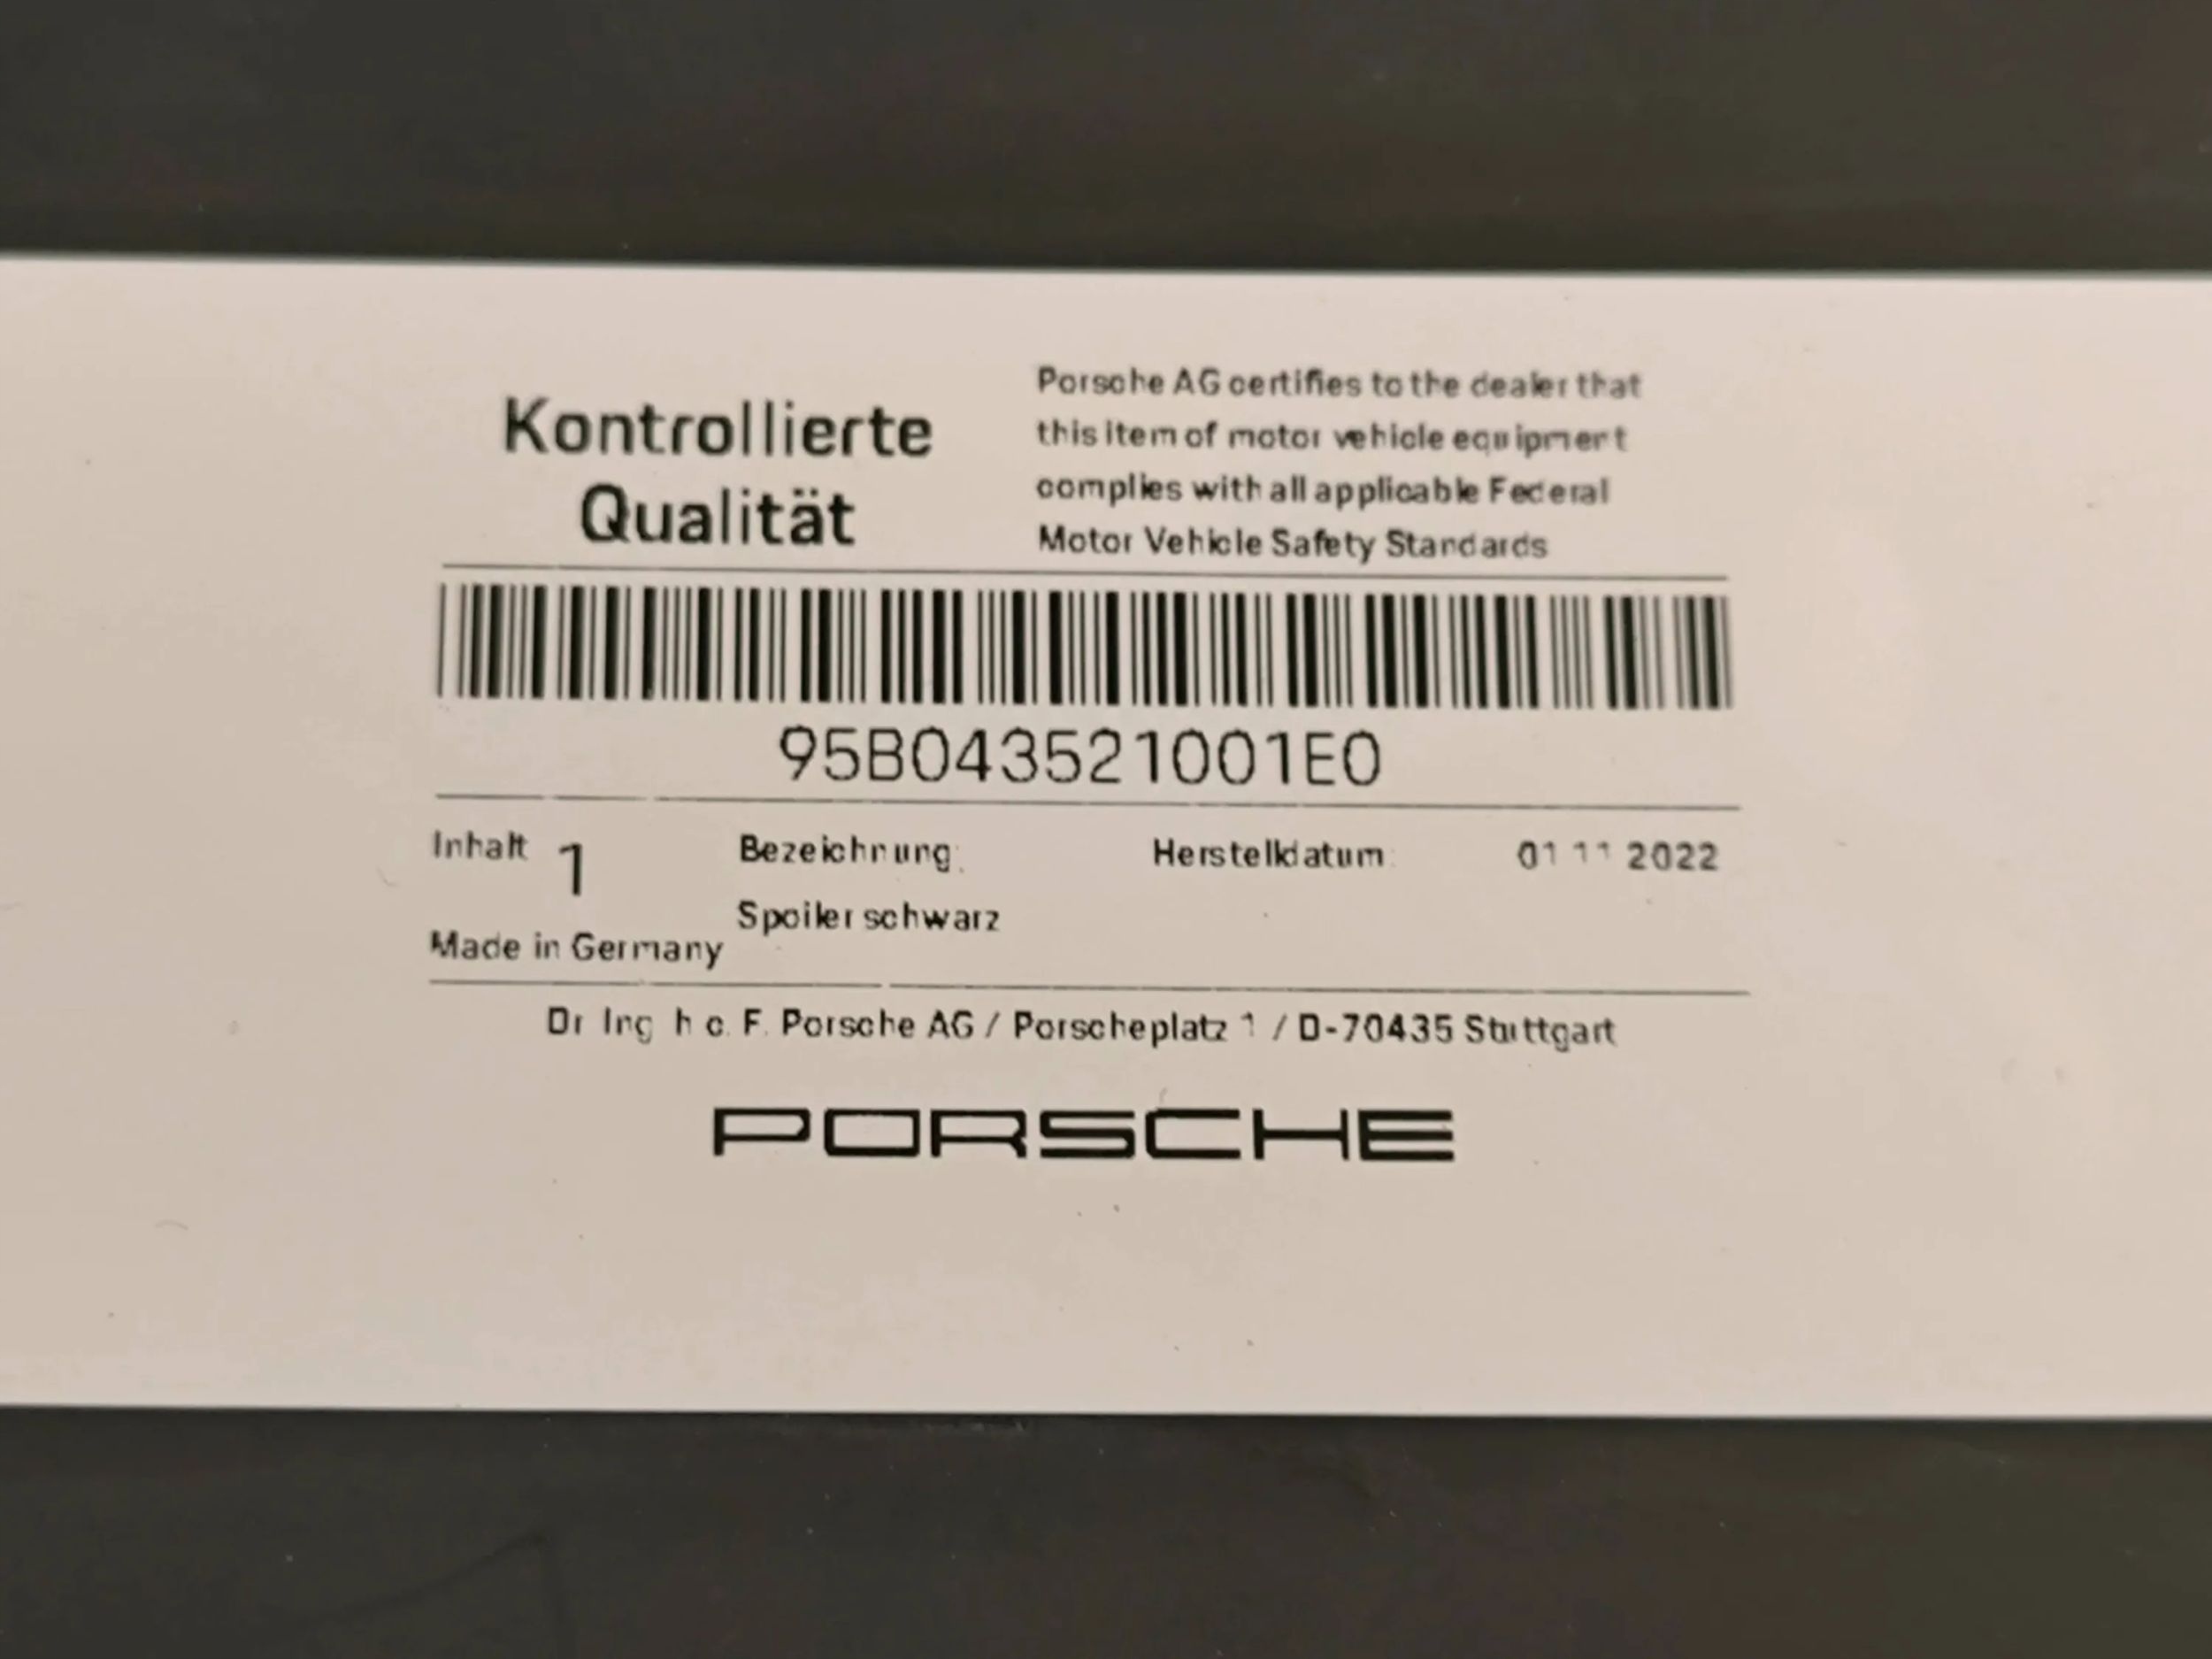 Kontrollierte
Qualität
Porsche AG certifies to the dealer that
this item of motor vehicle equipment
complies with all applicable Federal
Motor Vehicle Safety Standards
95B043521001E0
Inhalt 1
Bezeichnung:
Spoiler schwarz
Herstelldatum: 01 11 2022
Made in Germany
Dr Ing h c. F. Porsche AG / Porscheplatz 1 / D-70435 Stuttgart
PORSCHE